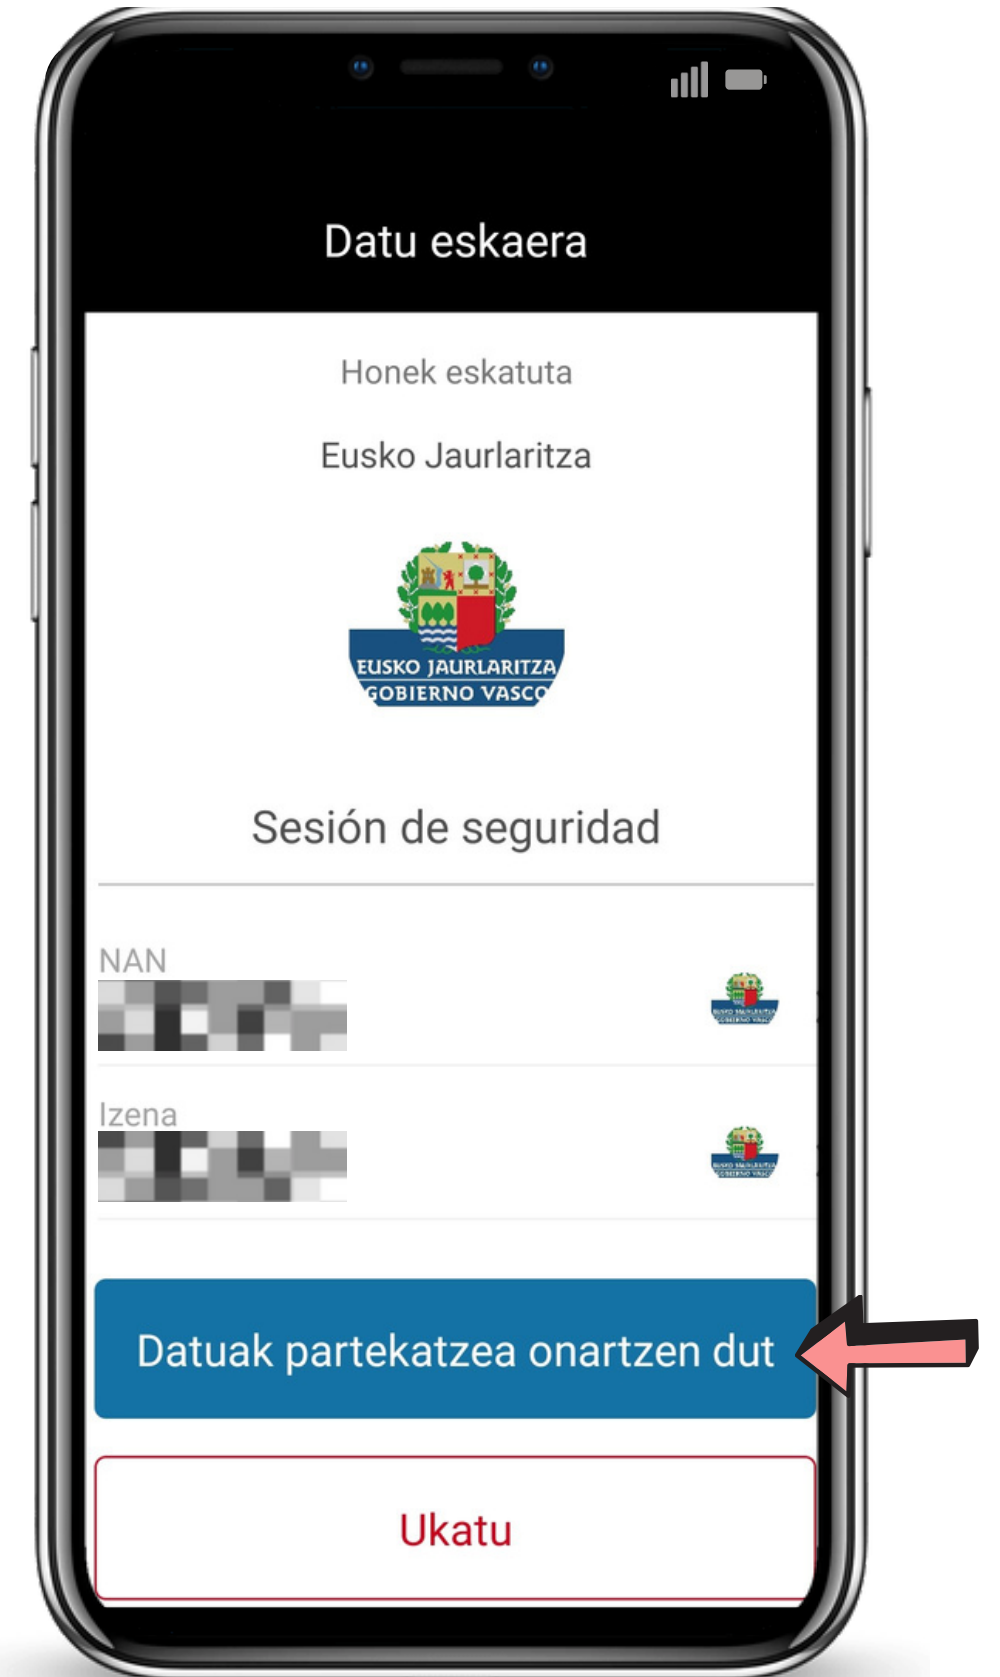 Datu eskaera
Honek eskatuta
Eusko Jaurlaritza
EUSKO JAURLARITZA
GOBIERNO VASCO
Sesión de seguridad
NAN
Izena
Datuak partekatzea onartzen dut
Ukatu